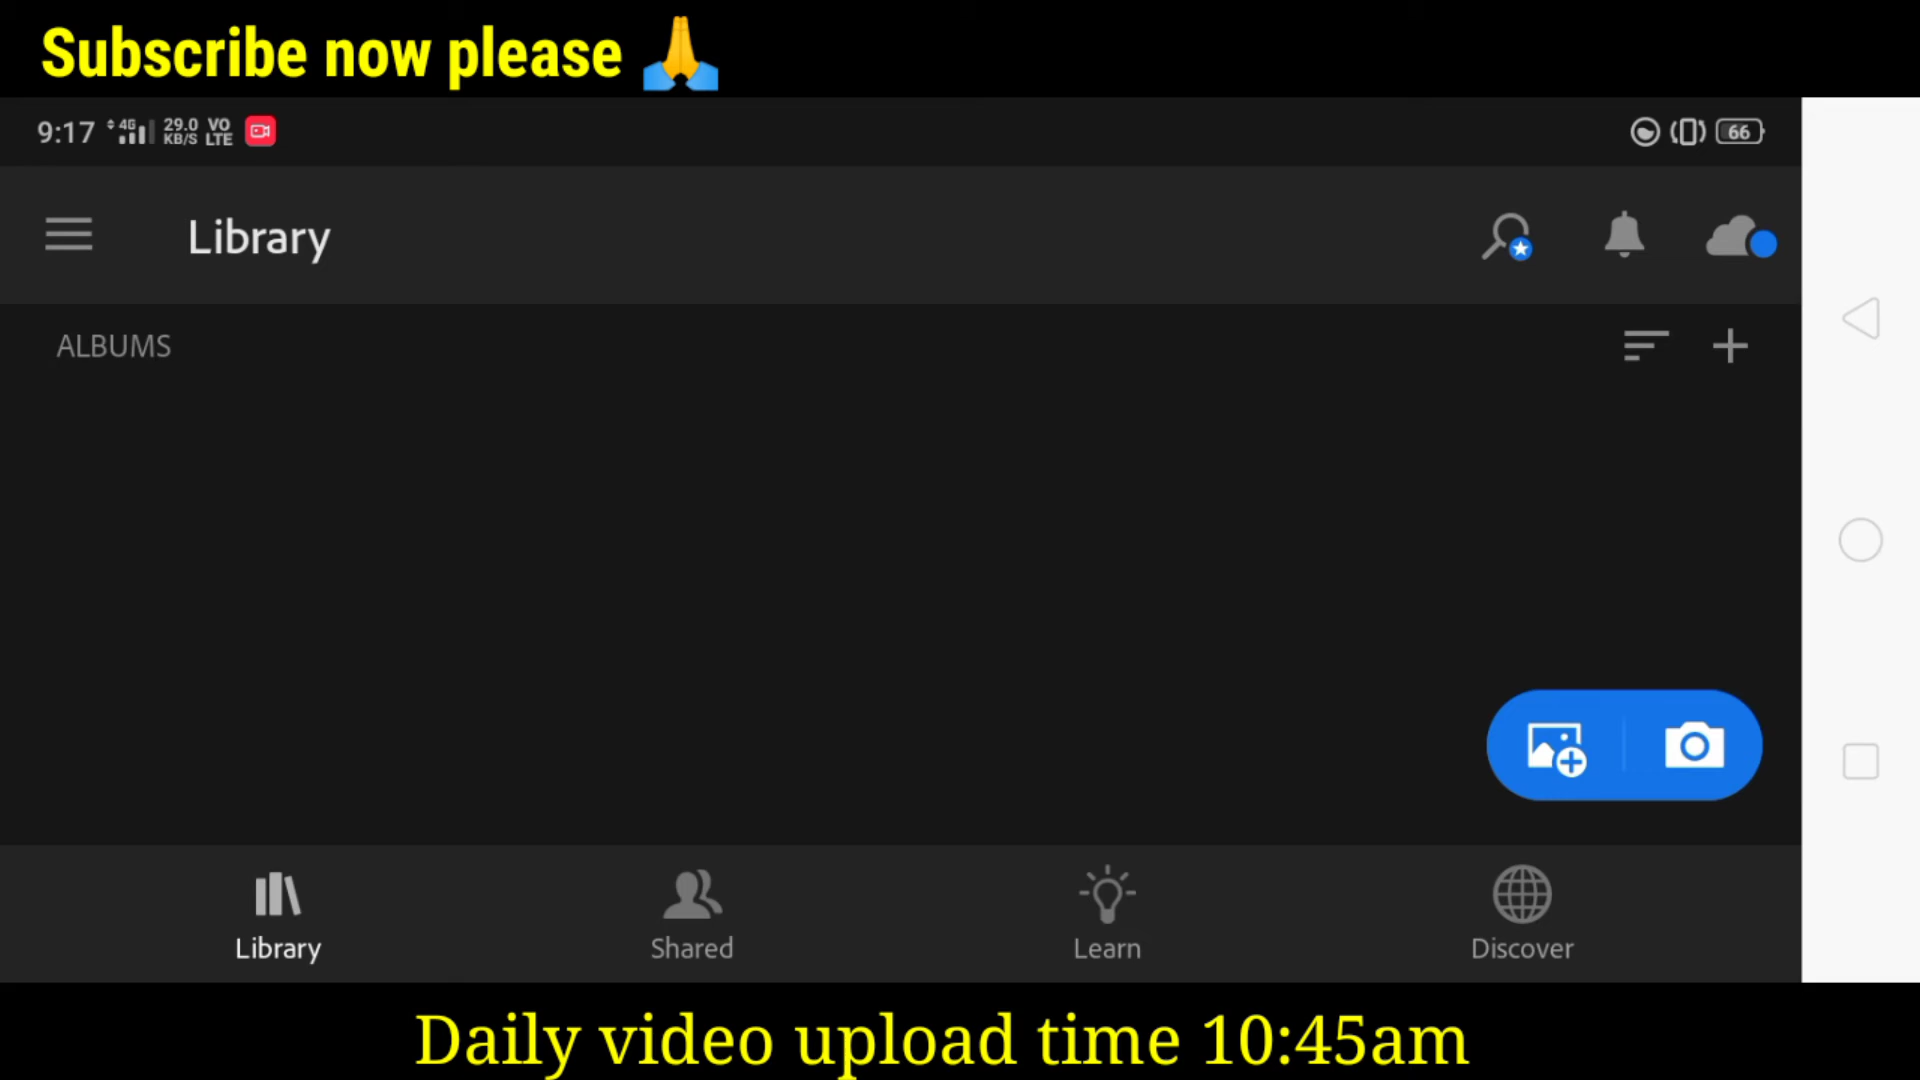 Subscribe now please 🙏
9:17 4G 29.0 KB/S VO LTE 66
Library
ALBUMS
Library Shared Learn Discover
Daily video upload time 10:45am